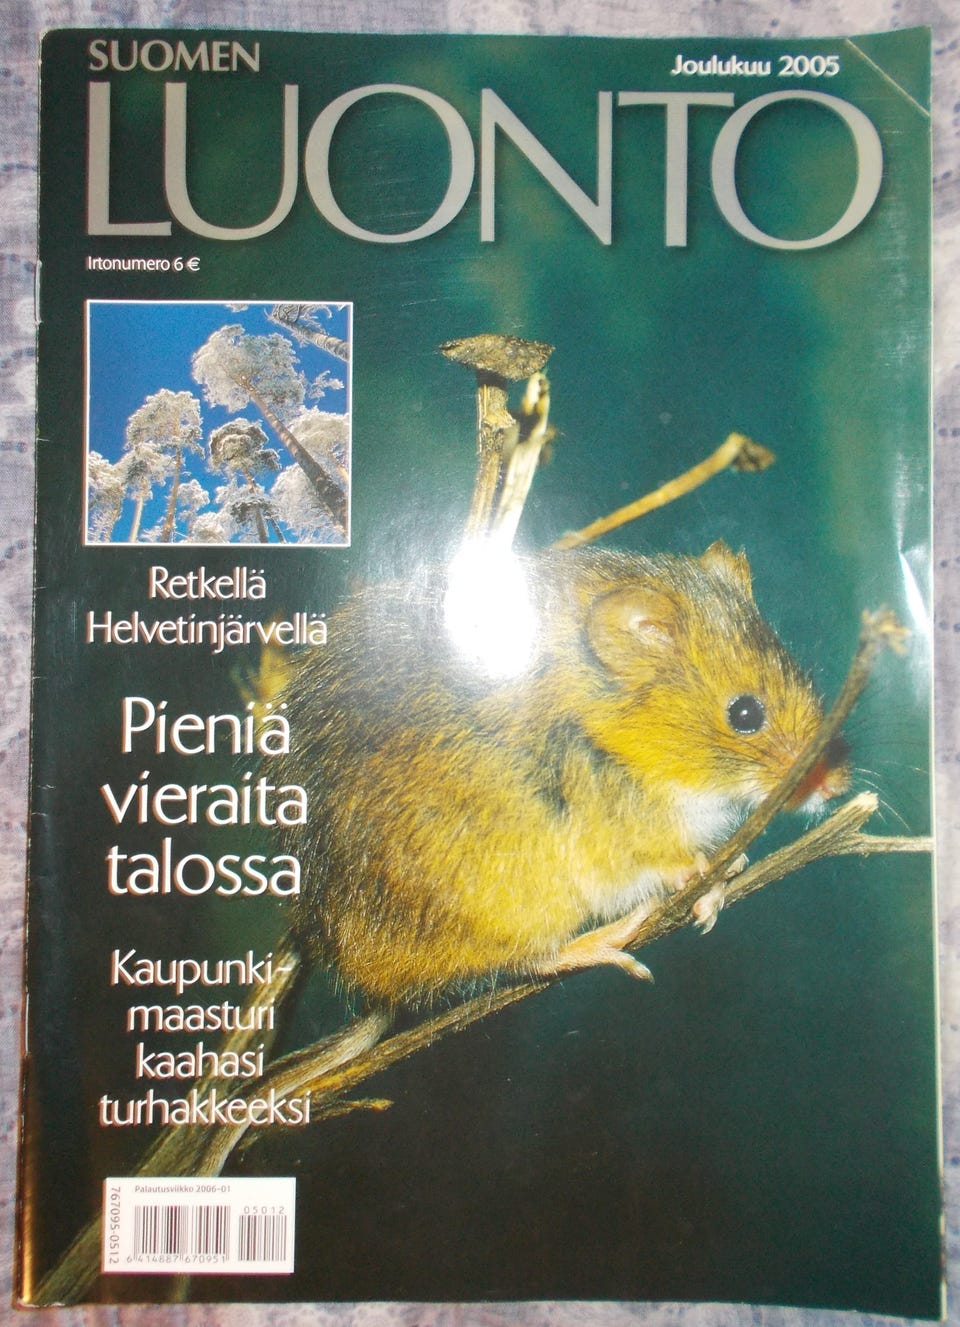 SUOMEN
Joulukuu 2005
LUONTO
Irtonumero 6 €
Retkellä
Helvetinjärvellä
Pieniä
vieraita
talossa
Kaupunki-
maasturi
kaahasi
turhakkeeksi
Palautusviikko 2006-01
767095-0512
05012
6 414887 670951